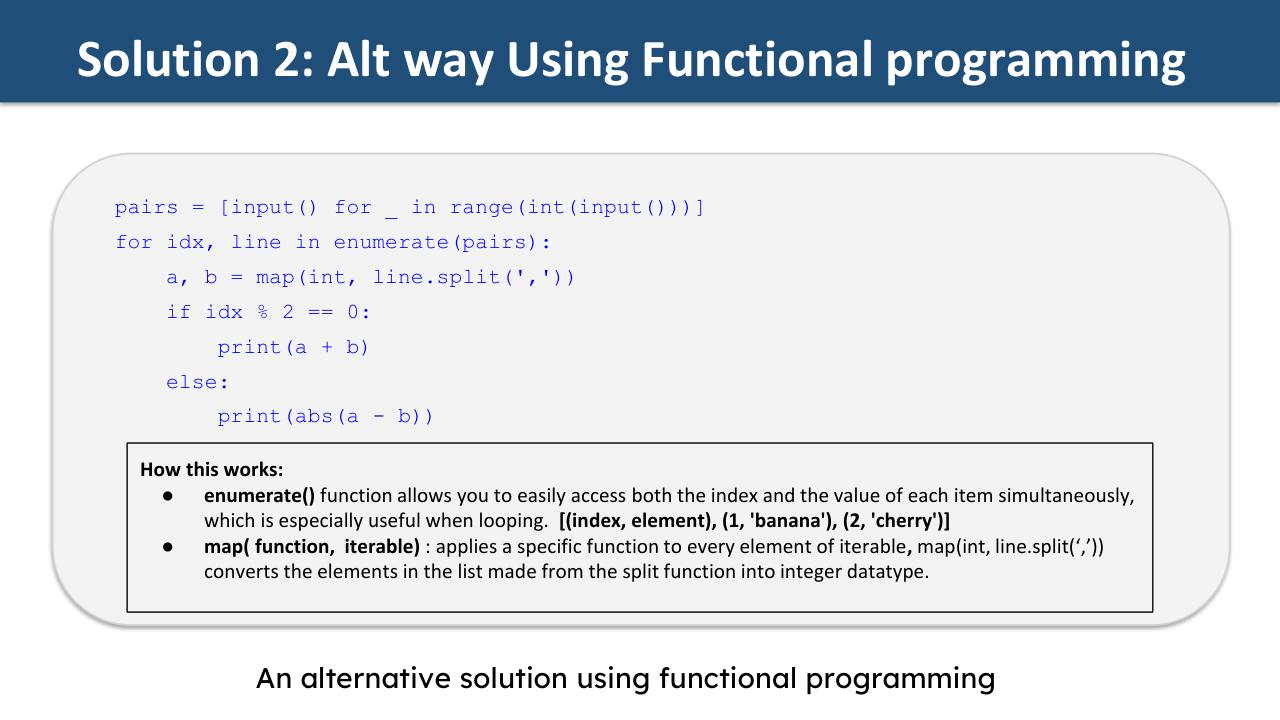 Solution 2: Alt way Using Functional programming
pairs = [input() for _ in range(int(input()))]
for idx, line in enumerate(pairs):
    a, b = map(int, line.split(','))
    if idx % 2 == 0:
        print(a + b)
    else:
        print(abs(a - b))
How this works:
● enumerate() function allows you to easily access both the index and the value of each item simultaneously,
which is especially useful when looping.  [(index, element), (1, 'banana'), (2, 'cherry')]
● map( function,  iterable) : applies a specific function to every element of iterable, map(int, line.split(‘,’))
converts the elements in the list made from the split function into integer datatype.
An alternative solution using functional programming